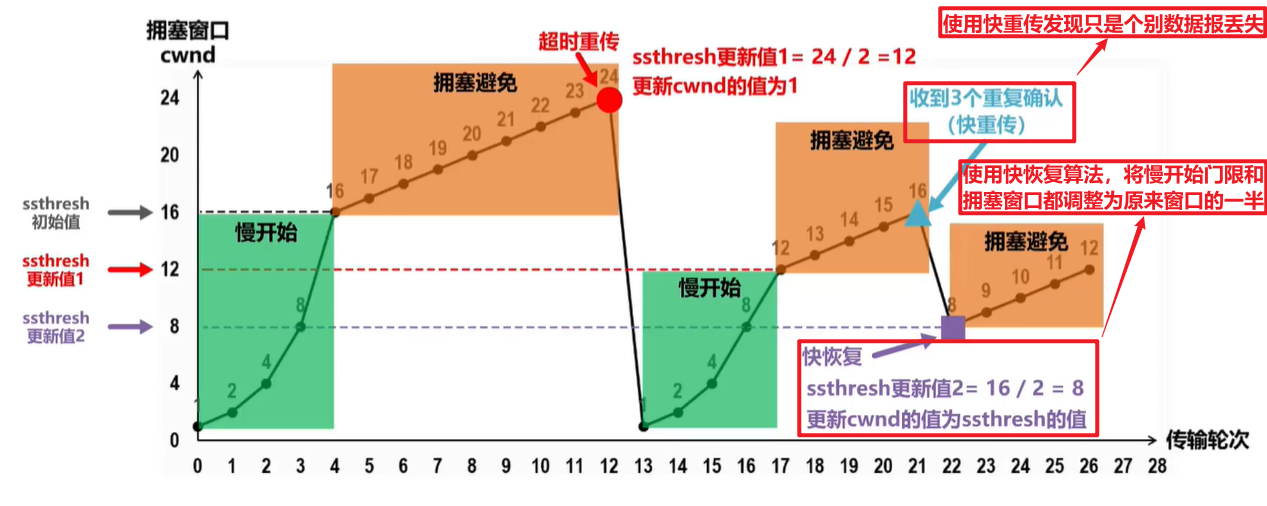 拥塞窗口
cwnd
24
20
16
12
8
4
0
ssthresh
初始值
ssthresh
更新值1
ssthresh
更新值2
慢开始
1
2
4
8
16
拥塞避免
17
18
19
20
21
22
23
24
超时重传
ssthresh更新值1= 24 / 2 =12
更新cwnd的值为1
慢开始
1
2
4
8
12
拥塞避免
13
14
15
16
使用快重传发现只是个别数据报丢失
收到3个重复确认
（快重传）
使用快恢复算法，将慢开始门限和
拥塞窗口都调整为原来窗口的一半
拥塞避免
8
9
10
11
12
快恢复
ssthresh更新值2= 16 / 2 = 8
更新cwnd的值为ssthresh的值
0 1 2 3 4 5 6 7 8 9 10 11 12 13 14 15 16 17 18 19 20 21 22 23 24 25 26 27 28
传输轮次